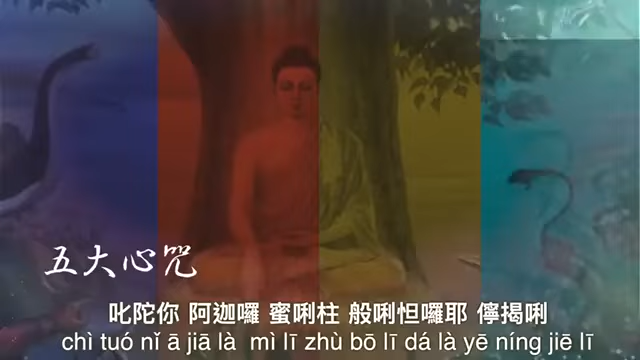 五大心咒
叱陀你 阿迦囉 蜜唎柱 般唎怛囉耶 儜揭唎
chì tuó nǐ ā jiā là mì lī zhù bō lī dá là yē níng jiē lī